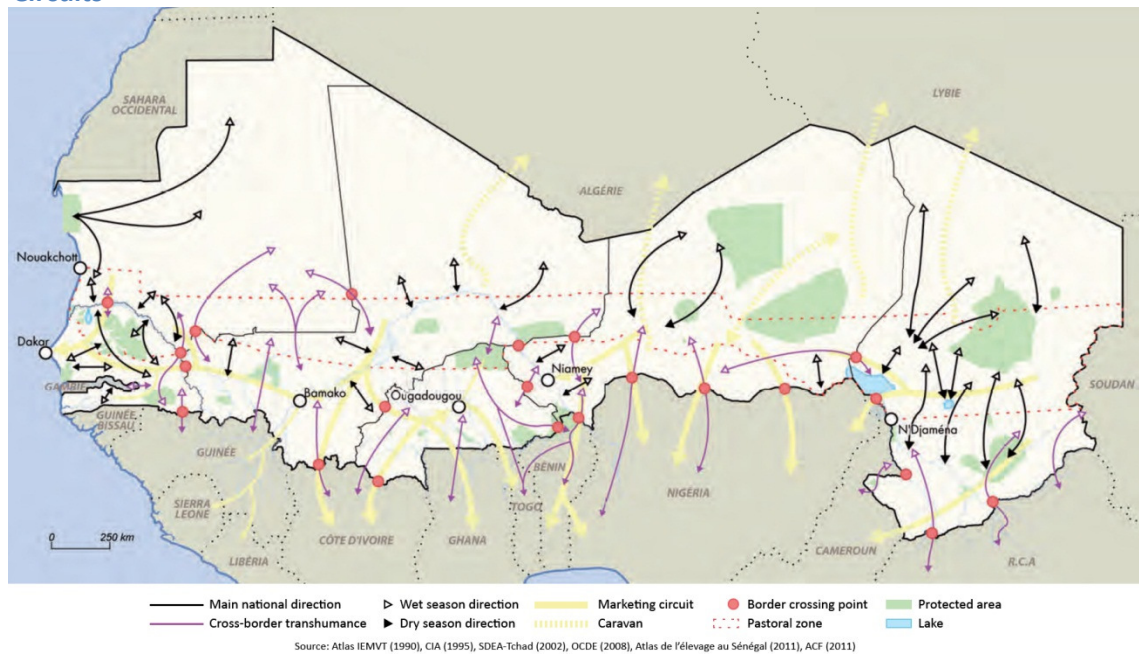 SAHARA
OCCIDENTAL
LYBIE
ALGÉRIE
Nouakchott
Dakar
GAMBIE
GUINÉE
BISSAU
GUINÉE
SIERRA
LEONE
LIBÉRIA
Bamako
Ougadougou
Niamey
CÔTE D'IVOIRE
GHANA
TOGO
BÉNIN
NIGÉRIA
N'Djaména
SOUDAN
CAMEROUN
R.C.A
0 250 km
Main national direction
Wet season direction
Marketing circuit
Border crossing point
Protected area
Cross-border transhumance
Dry season direction
Caravan
Pastoral zone
Lake
Source: Atlas IEMVT (1990), CIA (1995), SDEA-Tchad (2002), OCDE (2008), Atlas de l'élevage au Sénégal (2011), ACF (2011)